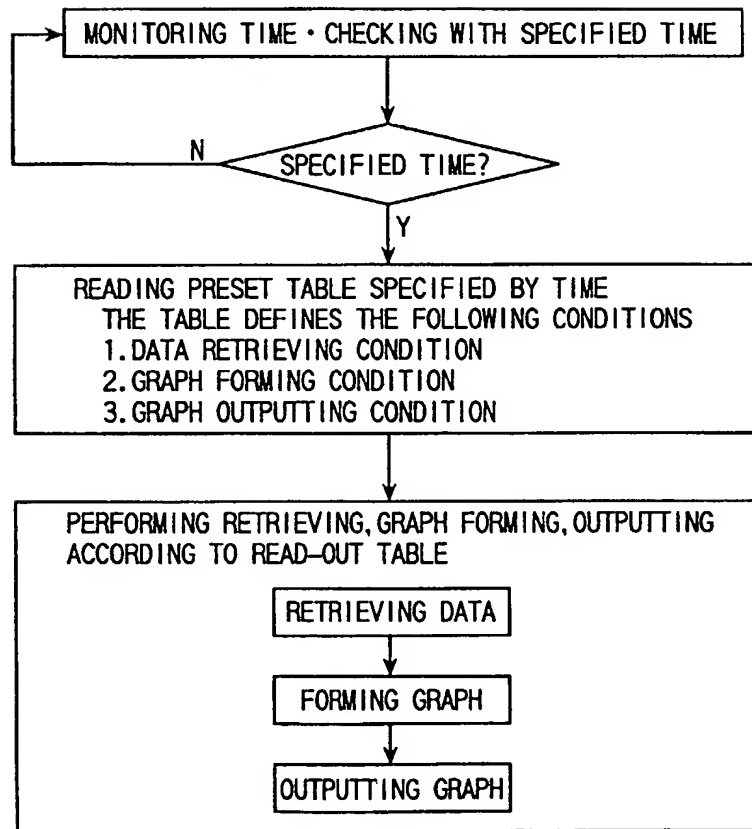 MONITORING TIME・CHECKING WITH SPECIFIED TIME
N
SPECIFIED TIME?
Y
READING PRESET TABLE SPECIFIED BY TIME
THE TABLE DEFINES THE FOLLOWING CONDITIONS
1.DATA RETRIEVING CONDITION
2.GRAPH FORMING CONDITION
3.GRAPH OUTPUTTING CONDITION
PERFORMING RETRIEVING,GRAPH FORMING,OUTPUTTING
ACCORDING TO READ-OUT TABLE
RETRIEVING DATA
FORMING GRAPH
OUTPUTTING GRAPH